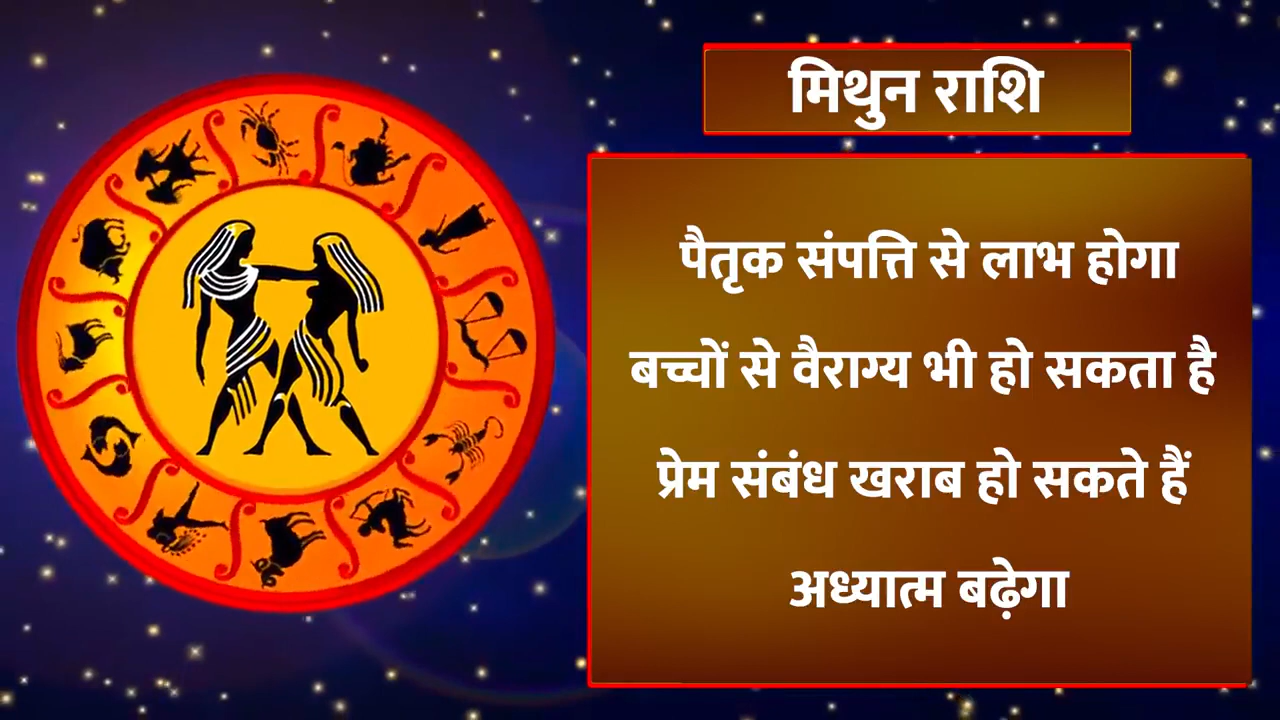 मिथुन राशि
पैतृक संपत्ति से लाभ होगा
बच्चों से वैराग्य भी हो सकता है
प्रेम संबंध खराब हो सकते हैं
अध्यात्म बढ़ेगा